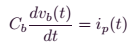 $C_b \frac{dv_b(t)}{dt} = i_p(t)$